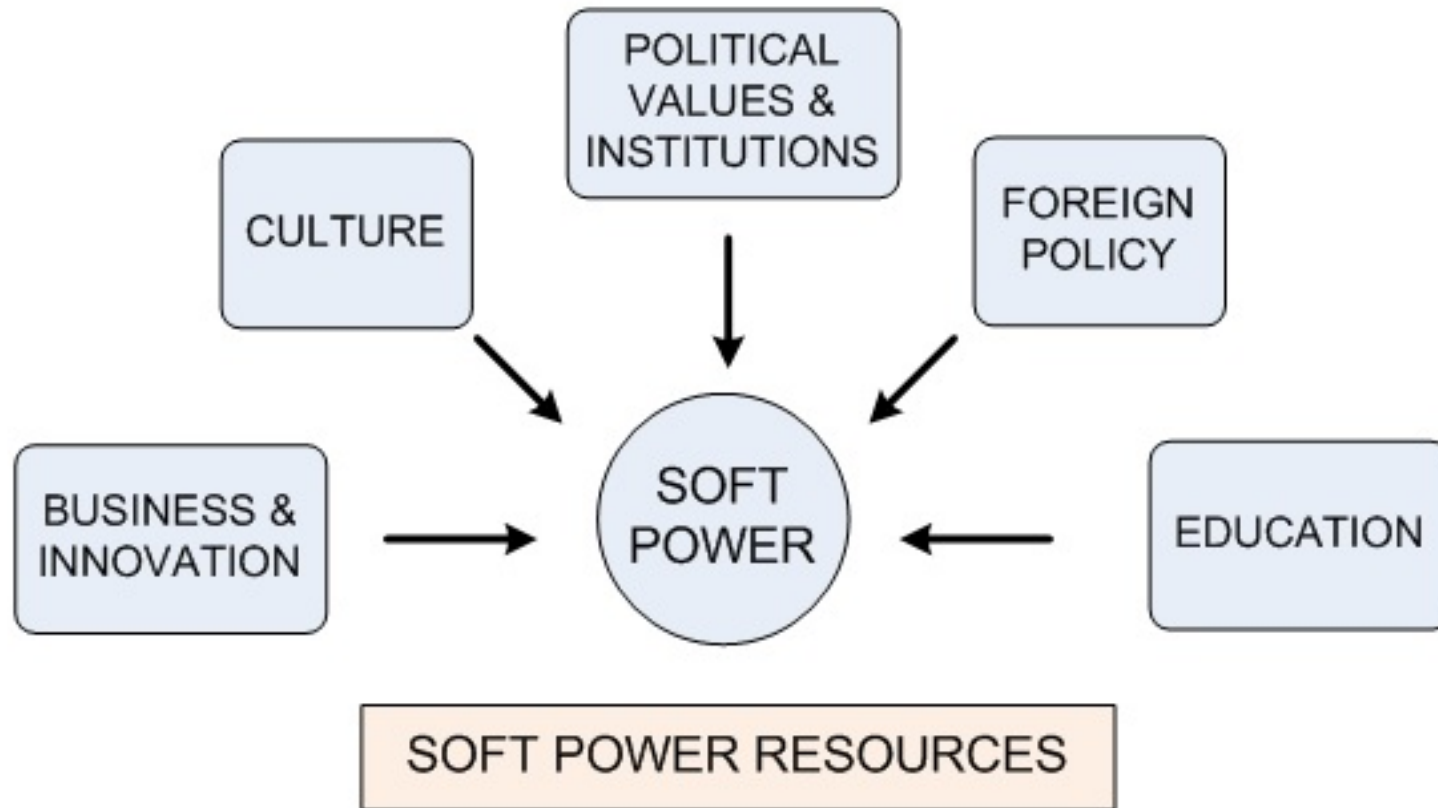 POLITICAL
VALUES &
INSTITUTIONS
CULTURE
FOREIGN
POLICY
BUSINESS &
INNOVATION
SOFT
POWER
EDUCATION
SOFT POWER RESOURCES